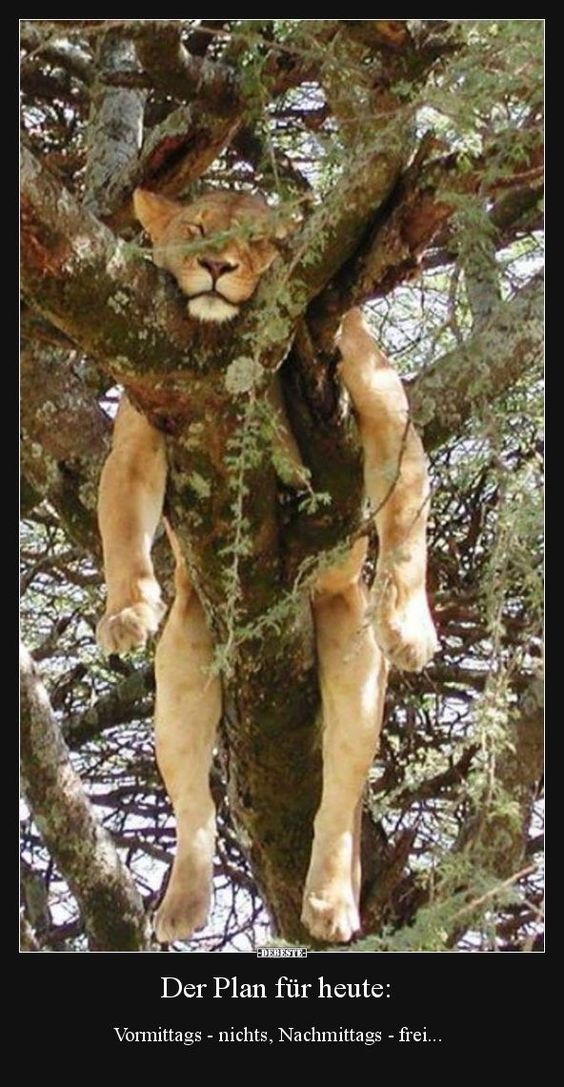 DEBESTE
Der Plan für heute:
Vormittags - nichts, Nachmittags - frei...